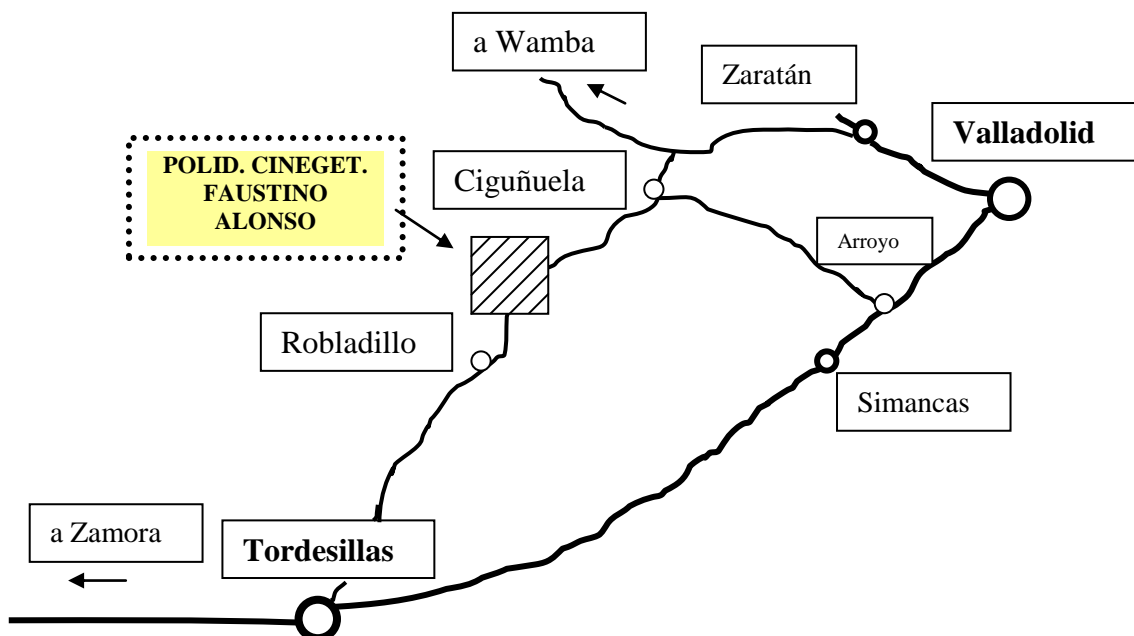 a Wamba
Zaratán
Valladolid
POLID. CINEGET.
FAUSTINO
ALONSO
Ciguñuela
Arroyo
Robladillo
Simancas
a Zamora
Tordesillas